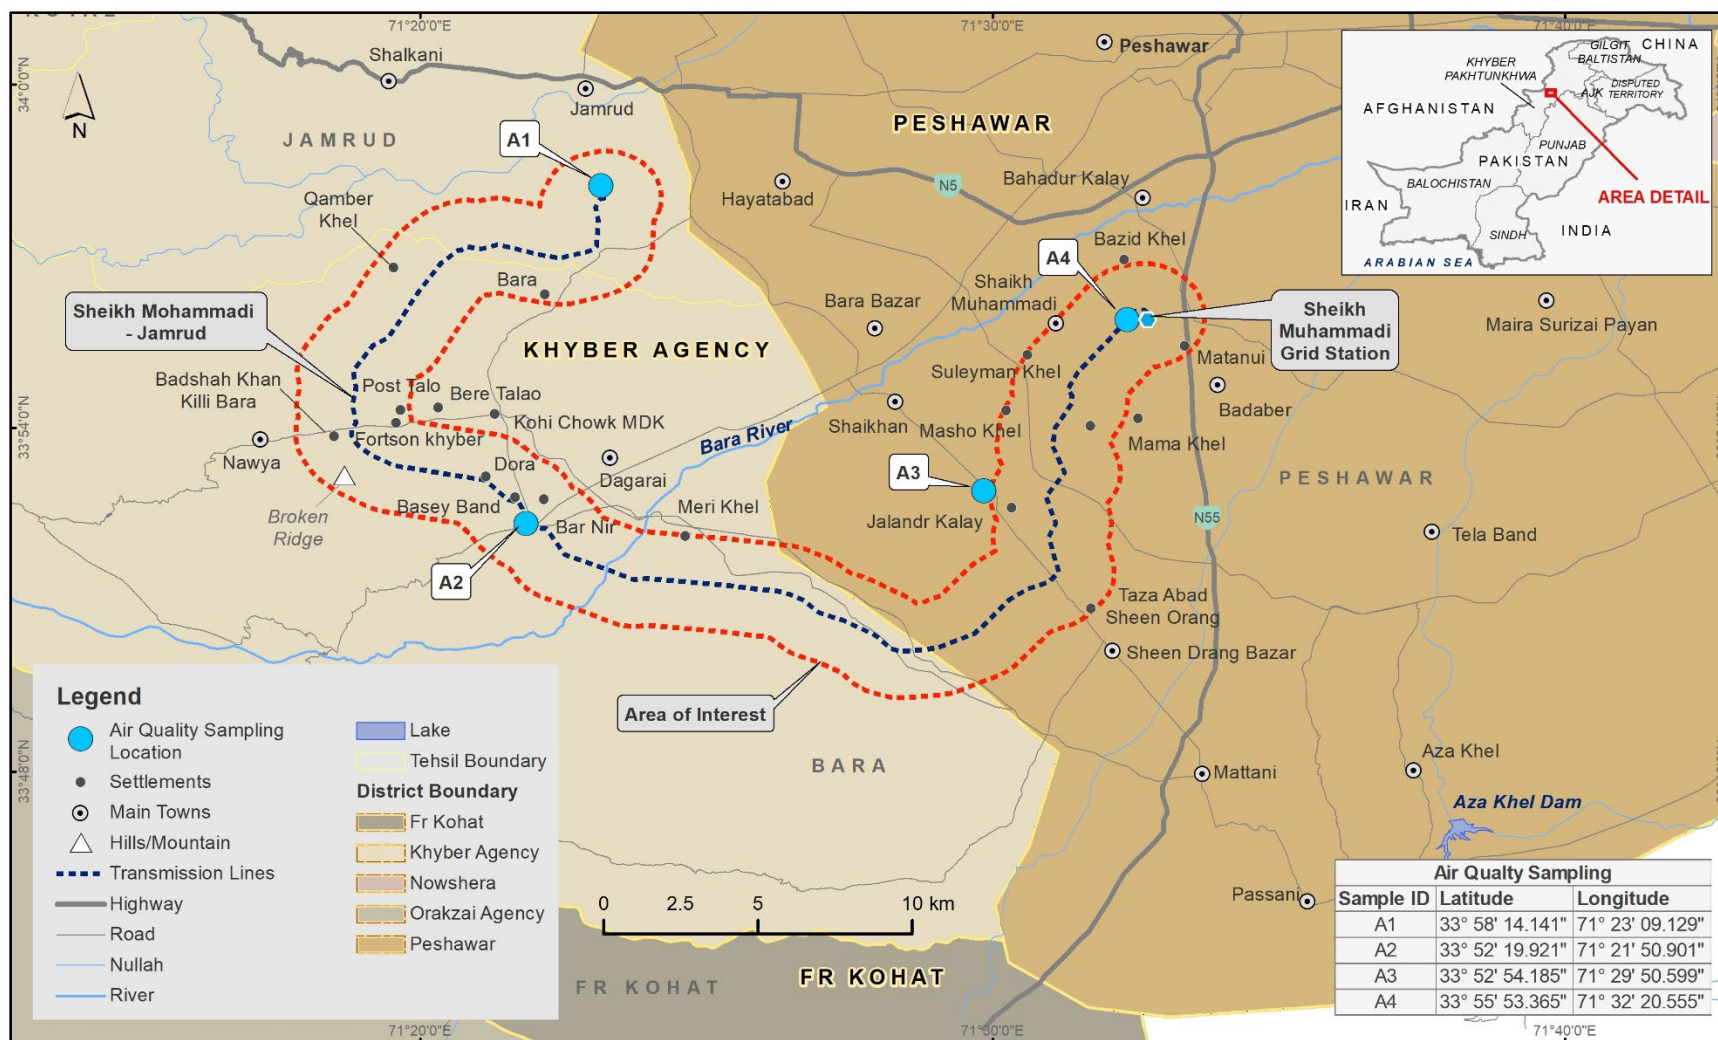 KOYAL
71°20'0"E
71°30'0"E
71°40'0"E
34°0'0"N
33°54'0"N
33°48'0"N
N
Shalkani
Jamrud
Peshawar
JAMRUD
A1
PESHAWAR
Qamber
Khel
Hayatabad
N5
Bahadur Kalay
Bazid Khel
A4
Shaikh
Muhammadi
Bara
Bara Bazar
Sheikh Mohammadi
- Jamrud
KHYBER AGENCY
Sheikh
Muhammadi
Grid Station
Maira Surizai Payan
Matanui
Suleyman Khel
Badshah Khan
Killi Bara
Post Talo
Bere Talao
Kohi Chowk MDK
Fortson khyber
Nawya
Bara River
Shaikhan
Masho Khel
Mama Khel
Badaber
Dora
Dagarai
A3
PESHAWAR
Basey Band
Bar Nir
Meri Khel
Jalandr Kalay
N55
Broken
Ridge
A2
Tela Band
Taza Abad
Sheen Orang
Sheen Drang Bazar
Area of Interest
BARA
Mattani
Aza Khel
Aza Khel Dam
Passani
FR KOHAT
FR KOHAT
0 2.5 5 10 km
CHINA
GILGIT
BALTISTAN
KHYBER
PAKHTUNKHWA
DISPUTED
TERRITORY
AJK
AFGHANISTAN
PUNJAB
PAKISTAN
BALOCHISTAN
AREA DETAIL
IRAN
INDIA
SINDH
ARABIAN SEA
Legend
Air Quality Sampling
Location
Settlements
Main Towns
Hills/Mountain
Transmission Lines
Highway
Road
Nullah
River
Lake
Tehsil Boundary
District Boundary
Fr Kohat
Khyber Agency
Nowshera
Orakzai Agency
Peshawar
Air Qualty Sampling
Sample ID Latitude Longitude
A1 33° 58' 14.141" 71° 23' 09.129"
A2 33° 52' 19.921" 71° 21' 50.901"
A3 33° 52' 54.185" 71° 29' 50.599"
A4 33° 55' 53.365" 71° 32' 20.555"
71°20'0"E
71°30'0"E
71°40'0"E